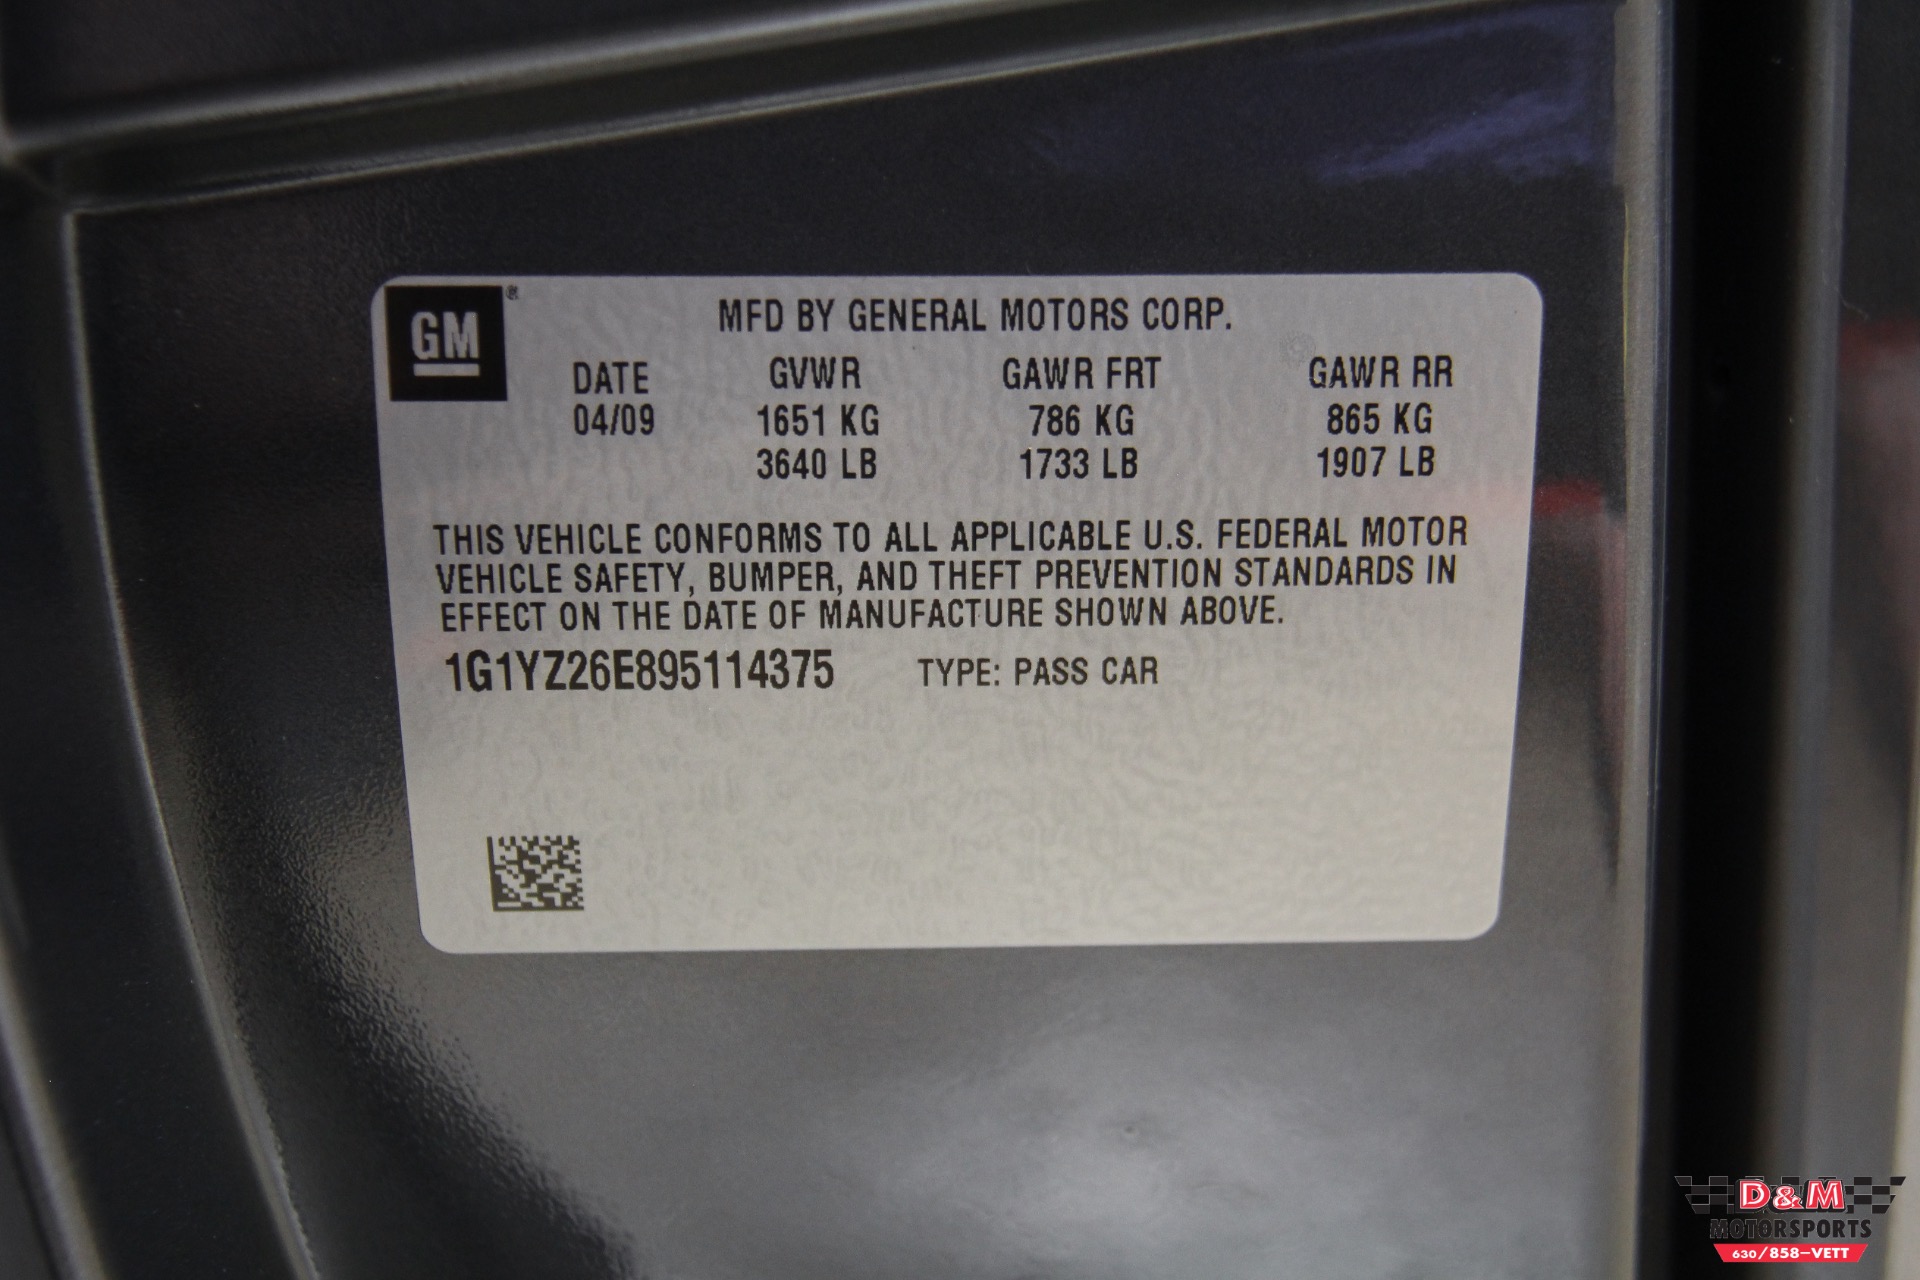 GM ®
MFD BY GENERAL MOTORS CORP.
DATE GVWR GAWR FRT GAWR RR
04/09 1651 KG 786 KG 865 KG
3640 LB 1733 LB 1907 LB
THIS VEHICLE CONFORMS TO ALL APPLICABLE U.S. FEDERAL MOTOR
VEHICLE SAFETY, BUMPER, AND THEFT PREVENTION STANDARDS IN
EFFECT ON THE DATE OF MANUFACTURE SHOWN ABOVE.
1G1YZ26E895114375 TYPE: PASS CAR
D&M
MOTORSPORTS
630/858-VETT